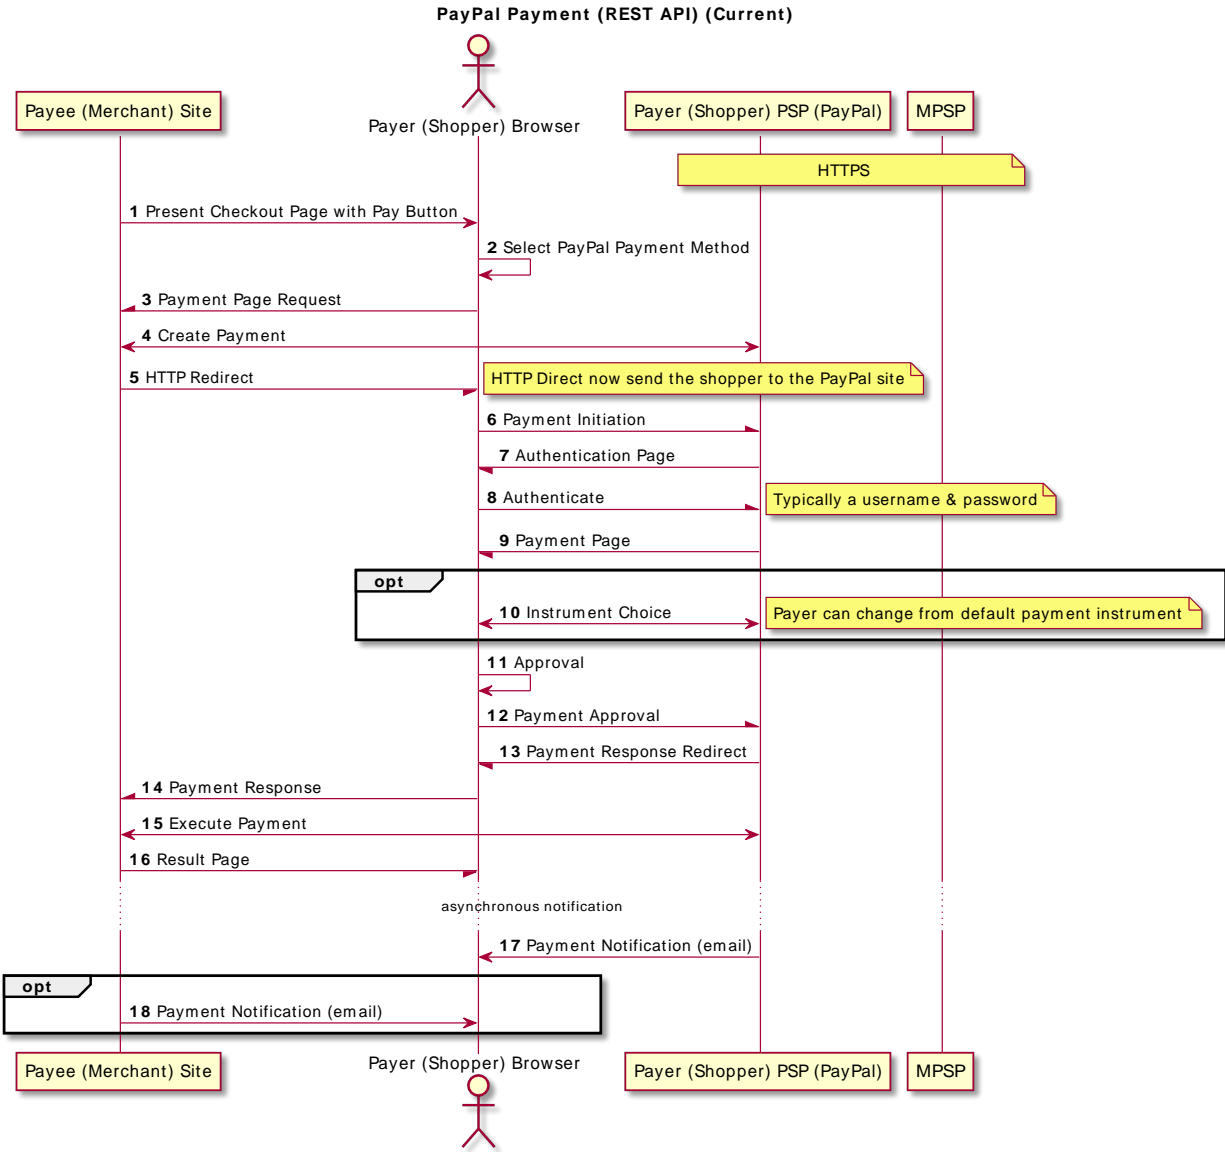 PayPal Payment (REST API) (Current)
Payee (Merchant) Site
Payer (Shopper) Browser
Payer (Shopper) PSP (PayPal)
MPSP
HTTPS
1 Present Checkout Page with Pay Button
2 Select PayPal Payment Method
3 Payment Page Request
4 Create Payment
5 HTTP Redirect
HTTP Direct now send the shopper to the PayPal site
6 Payment Initiation
7 Authentication Page
8 Authenticate
Typically a username & password
9 Payment Page
opt
10 Instrument Choice
Payer can change from default payment instrument
11 Approval
12 Payment Approval
13 Payment Response Redirect
14 Payment Response
15 Execute Payment
16 Result Page
asynchronous notification
17 Payment Notification (email)
opt
18 Payment Notification (email)
Payee (Merchant) Site
Payer (Shopper) Browser
Payer (Shopper) PSP (PayPal)
MPSP